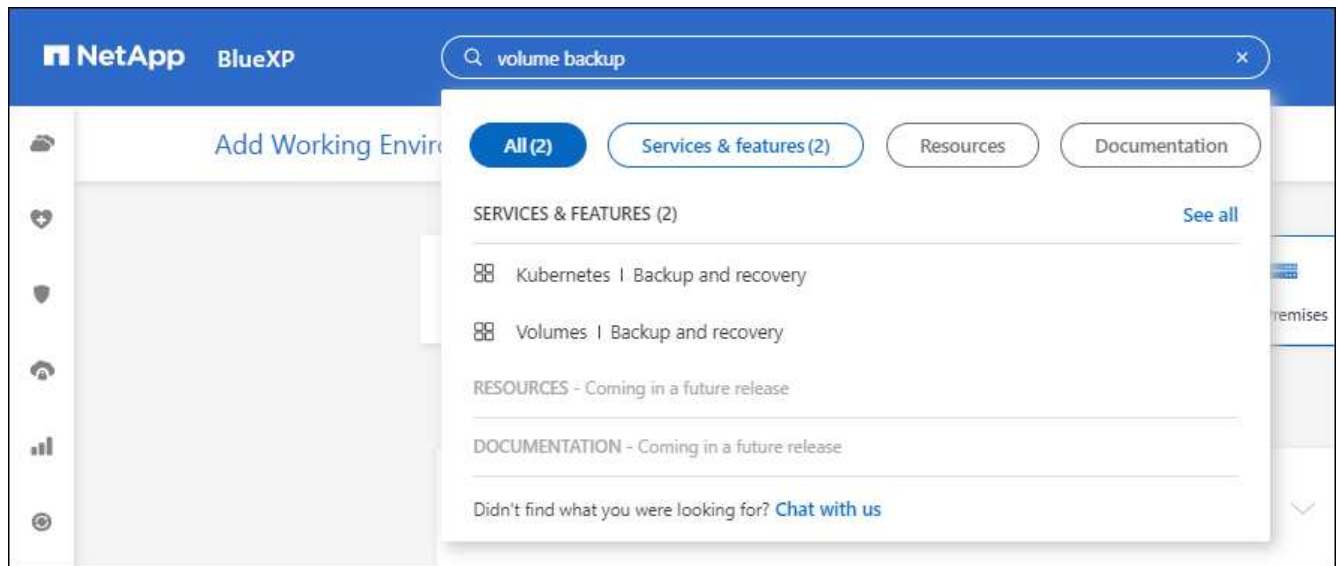 NetApp BlueXP
volume backup
Add Working Enviro
All (2) Services & features (2) Resources Documentation
SERVICES & FEATURES (2) See all
Kubernetes | Backup and recovery
Volumes | Backup and recovery
remises
RESOURCES - Coming in a future release
DOCUMENTATION - Coming in a future release
Didn't find what you were looking for? Chat with us